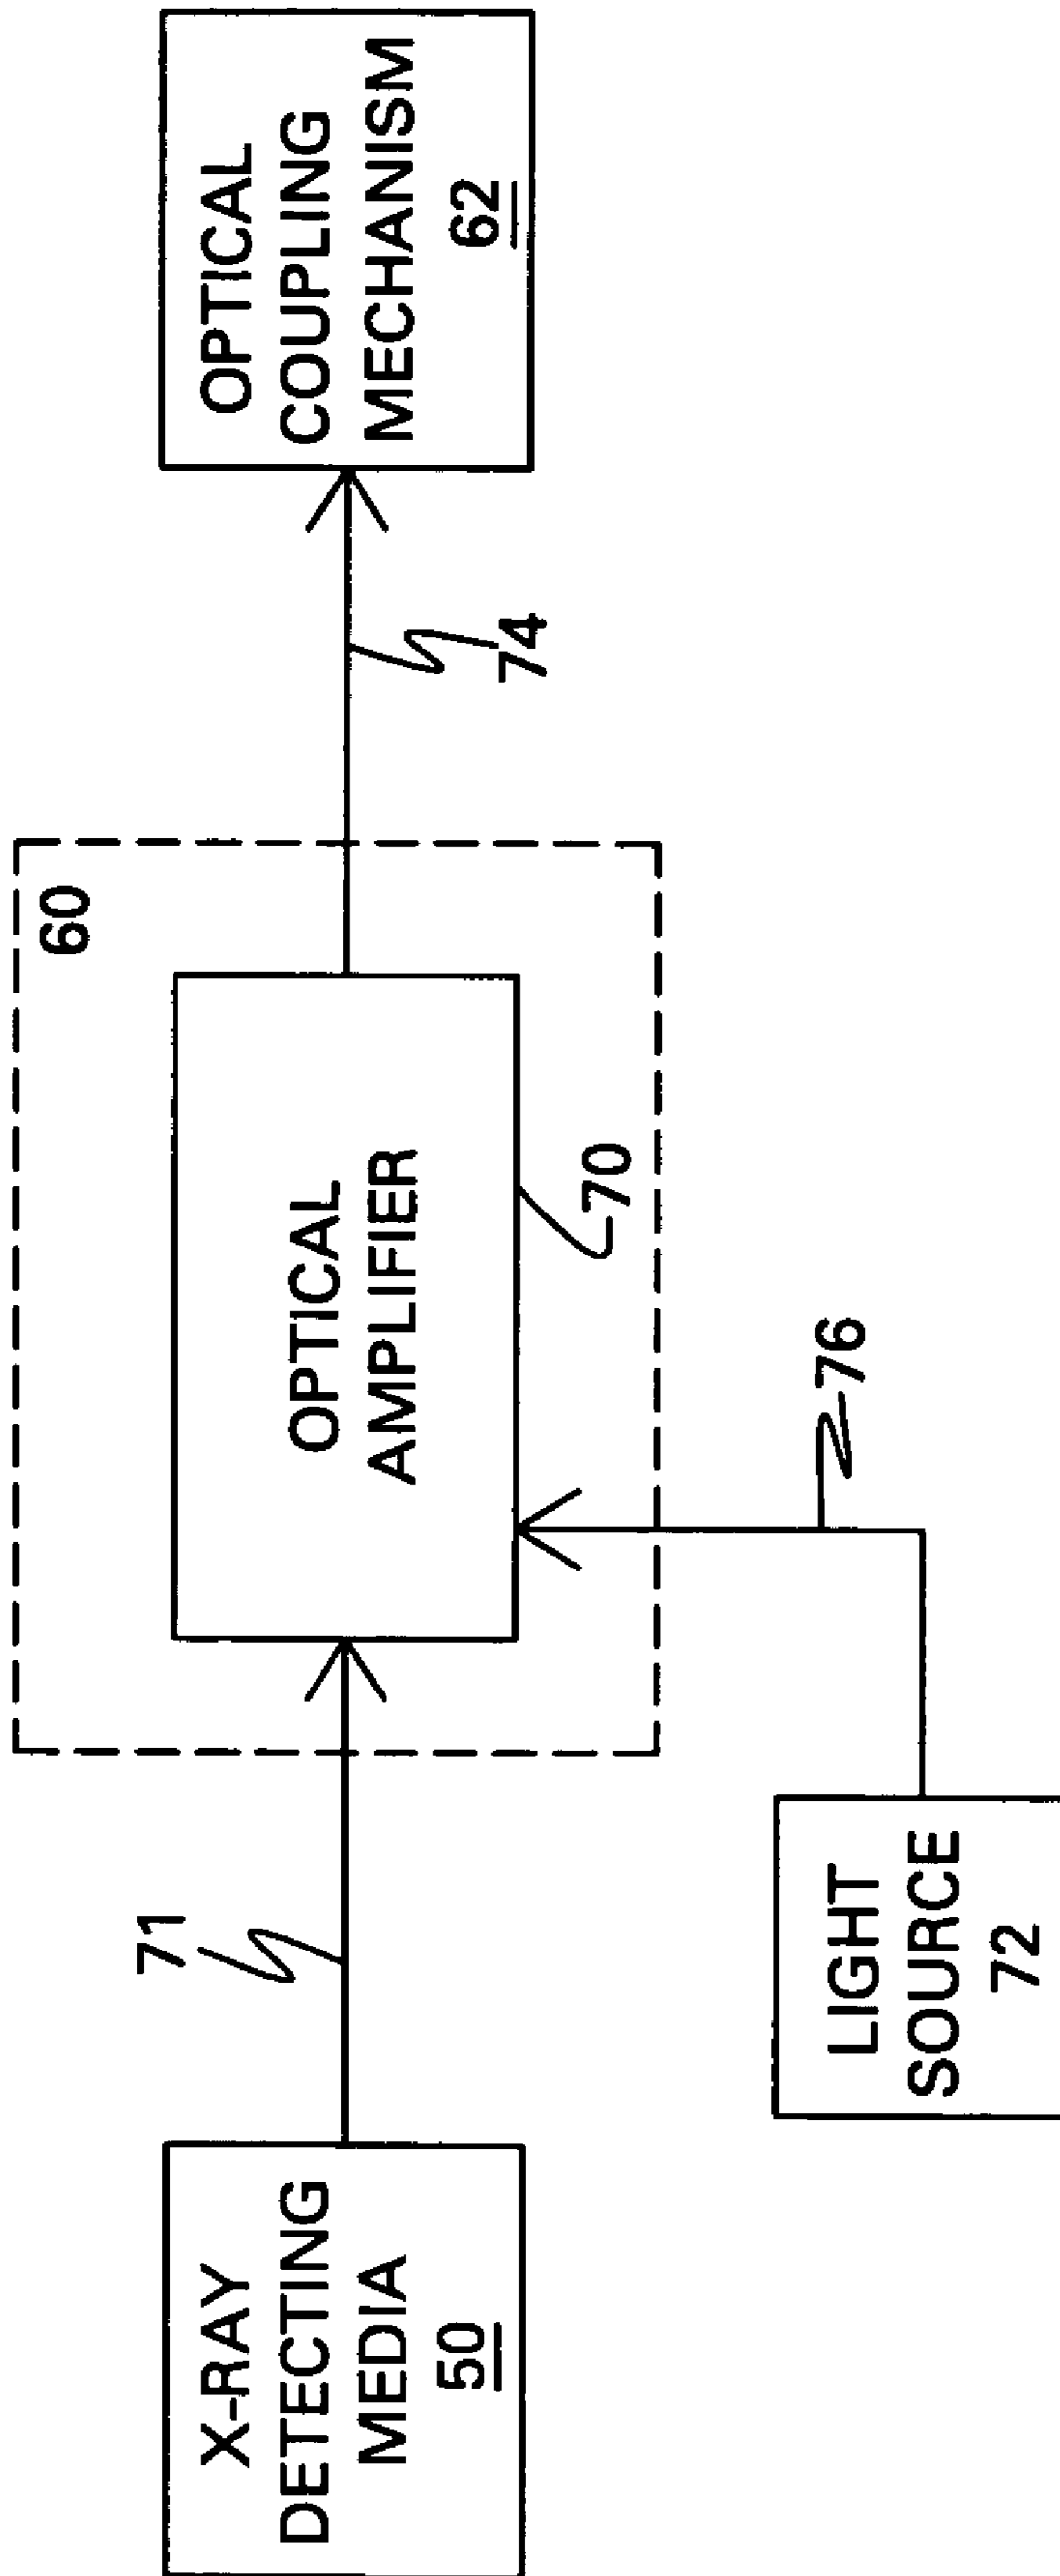 X-RAY
DETECTING
MEDIA
50
71
60
OPTICAL
AMPLIFIER
70
74
OPTICAL
COUPLING
MECHANISM
62
LIGHT
SOURCE
72
76